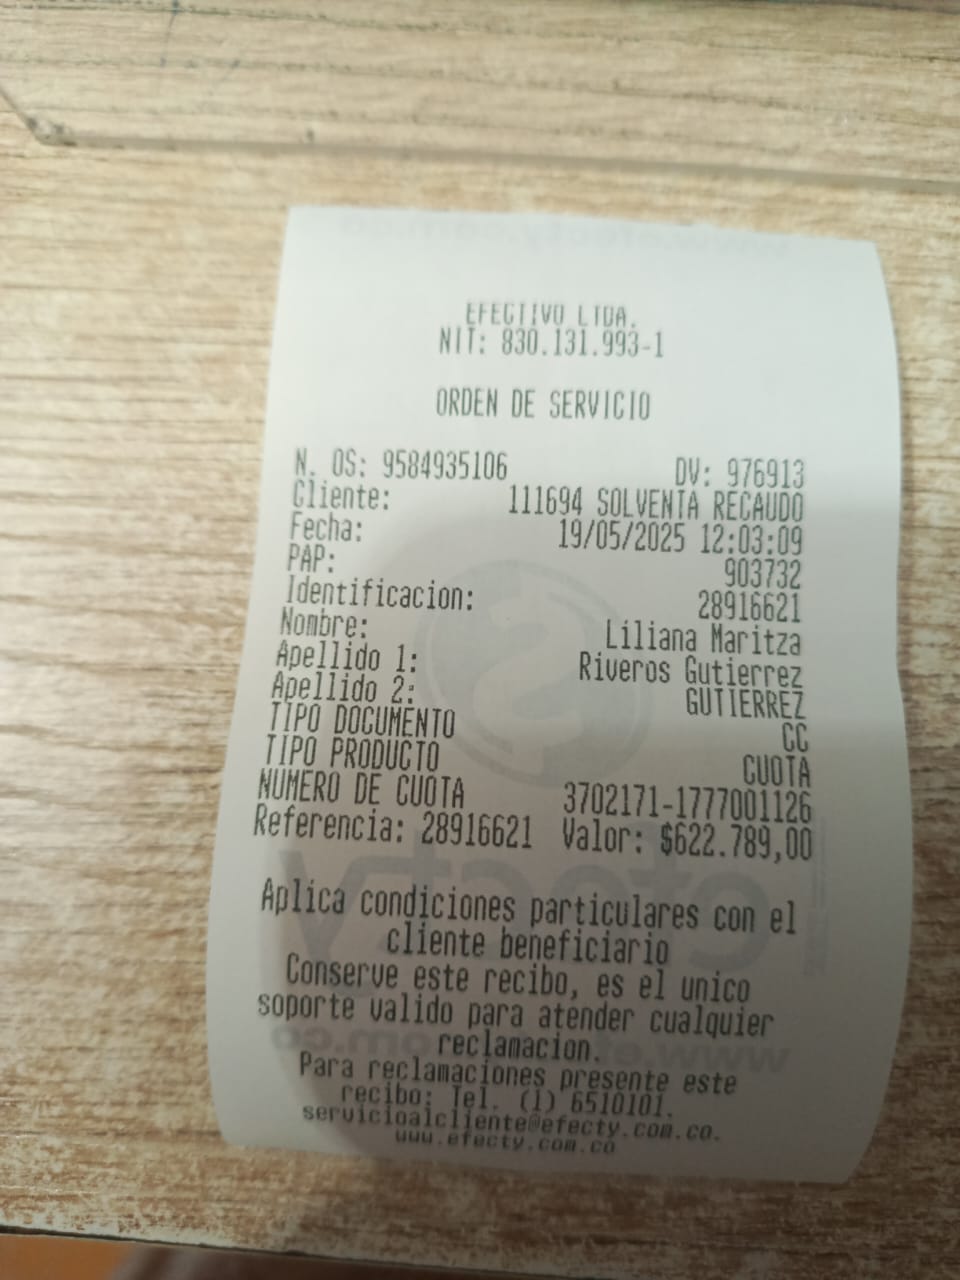 EFECTIVO LTDA.
NIT: 830.131.993-1
ORDEN DE SERVICIO
N. OS: 9584935106 DV: 976913
Cliente: 111694 SOLVENTA RECAUDO
Fecha: 19/05/2025 12:03:09
PAP: 903732
Identificacion: 28916621
Nombre: Liliana Maritza
Apellido 1: Riveros Gutierrez
Apellido 2: GUTIERREZ
TIPO DOCUMENTO CC
TIPO PRODUCTO CUOTA
NUMERO DE CUOTA 3702171-1777001126
Referencia: 28916621 Valor: $622.789,00
Aplica condiciones particulares con el
cliente beneficiario
Conserve este recibo, es el unico
soporte valido para atender cualquier
reclamacion.
Para reclamaciones presente este
recibo: Tel. (1) 6510101.
servicioalcliente@efecty.com.co.
www.efecty.com.co